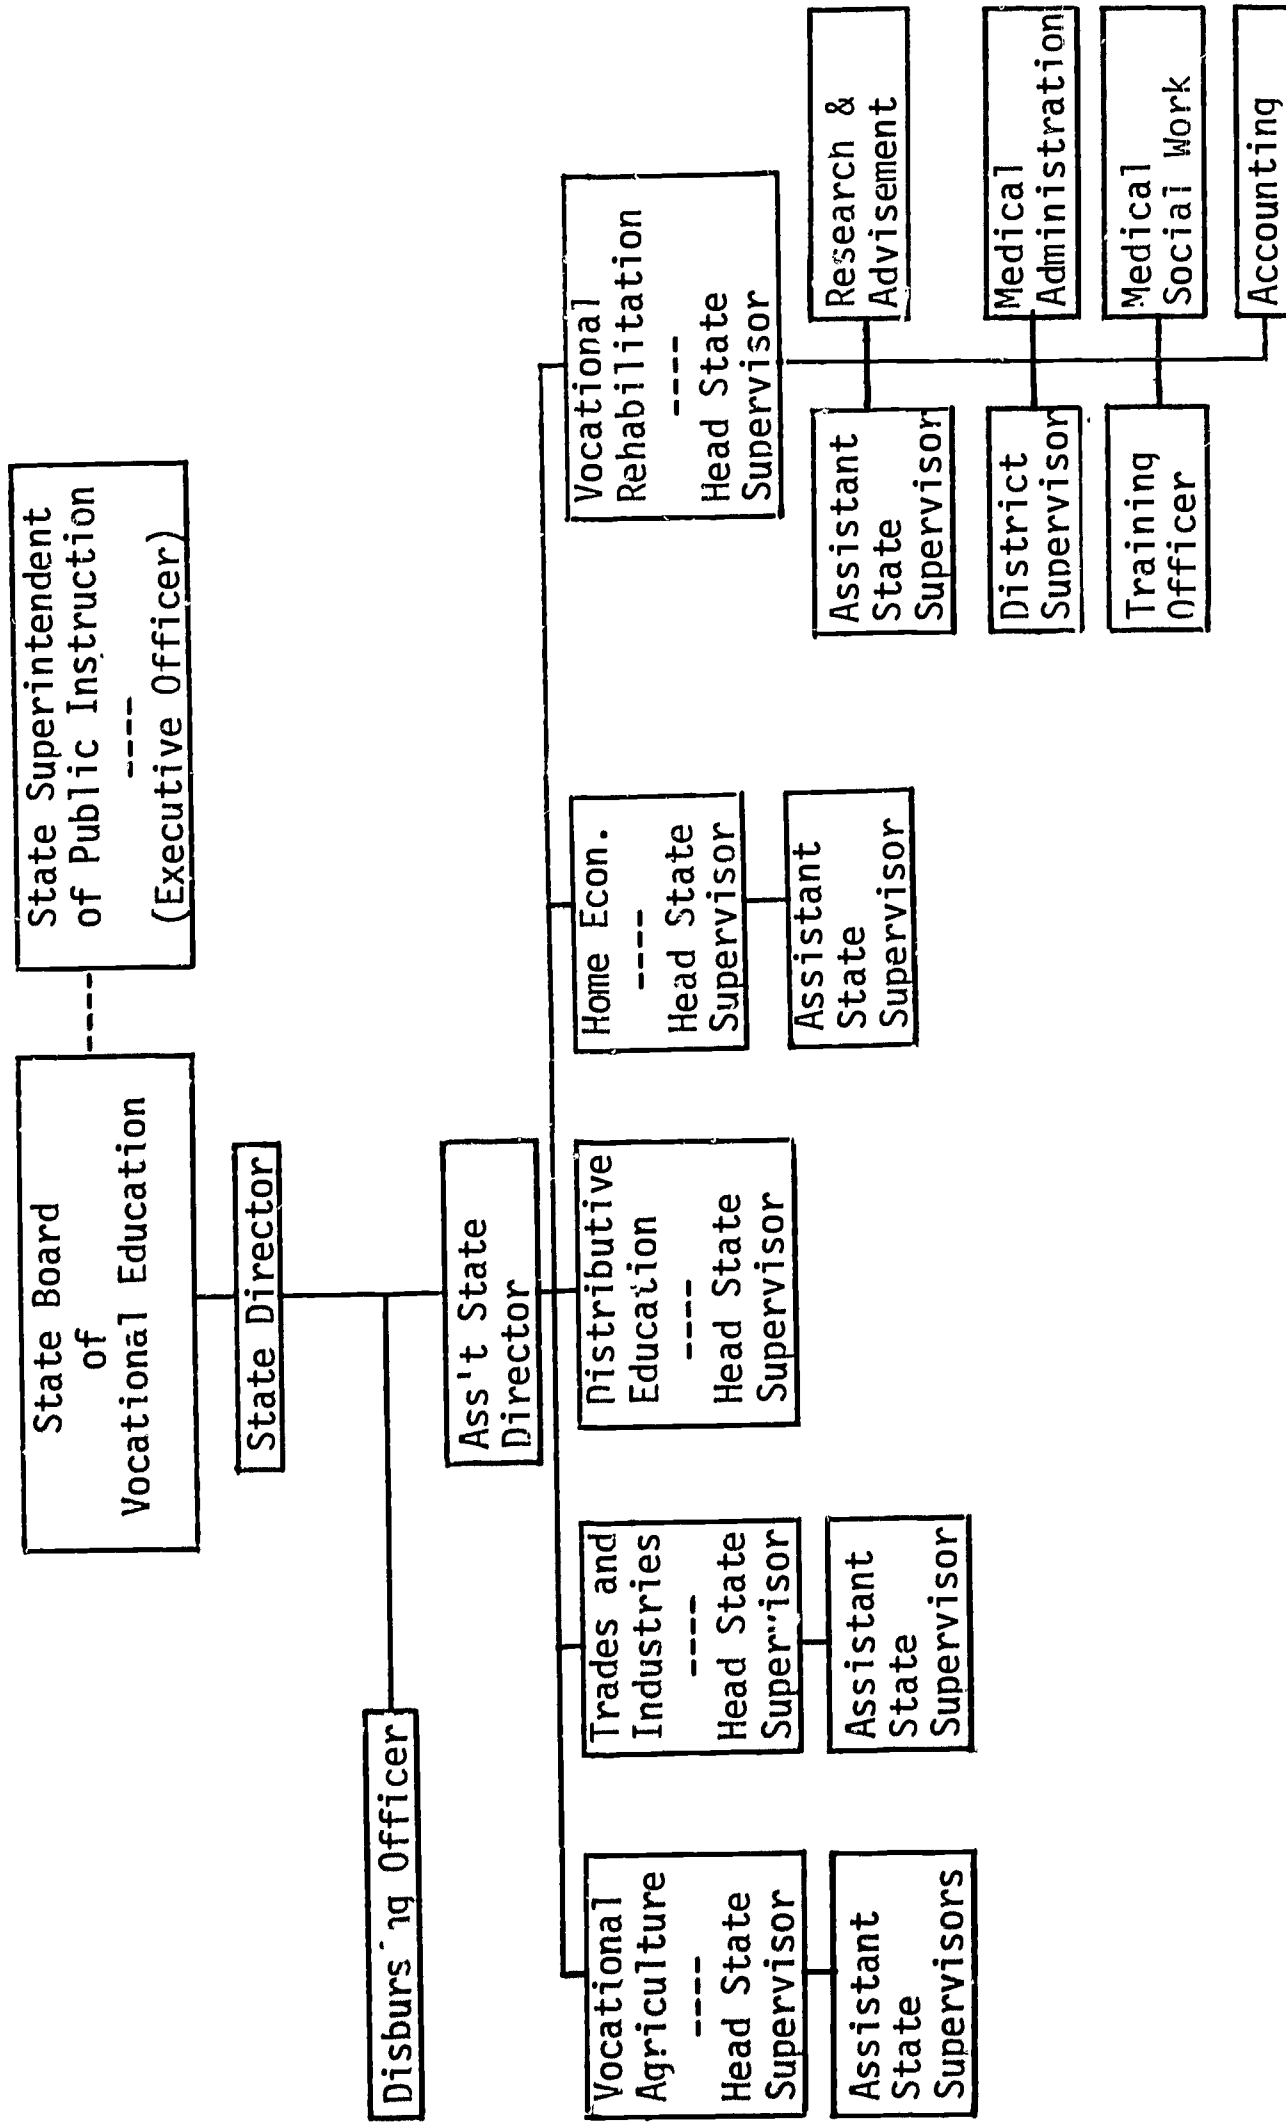 State Board
of
Vocational Education
----
State Superintendent
of Public Instruction
----
(Executive Officer)
State Director
Disbursing Officer
Ass't State
Director
Vocational
Agriculture
----
Head State
Supervisor
Assistant
State
Supervisors
Trades and
Industries
----
Head State
Supervisor
Assistant
State
Supervisor
Distributive
Education
----
Head State
Supervisor
Home Econ.
----
Head State
Supervisor
Assistant
State
Supervisor
Vocational
Rehabilitation
----
Head State
Supervisor
Assistant
State
Supervisor
Research &
Advisement
District
Supervisor
Medical
Administration
Training
Officer
Medical
Social Work
Accounting